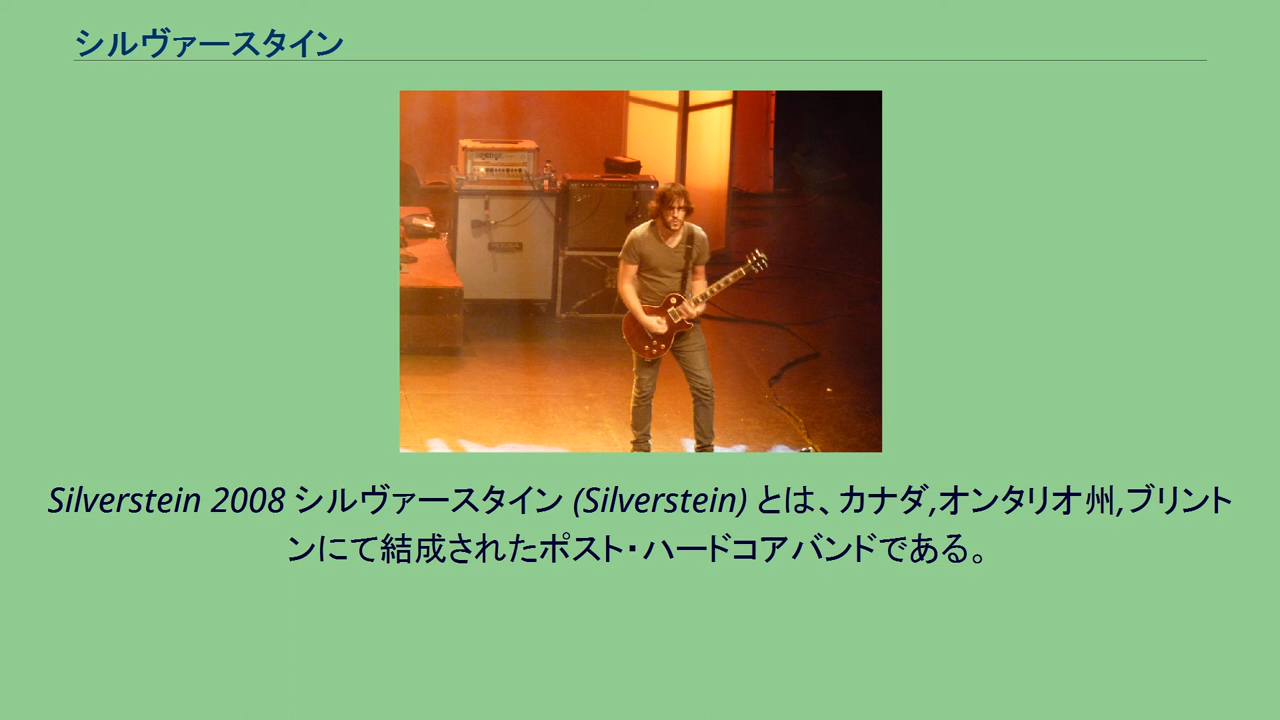 シルヴァースタイン
Silverstein 2008 シルヴァースタイン (Silverstein) とは、カナダ,オンタリオ州,ブリント
ンにて結成されたポスト・ハードコアバンドである。